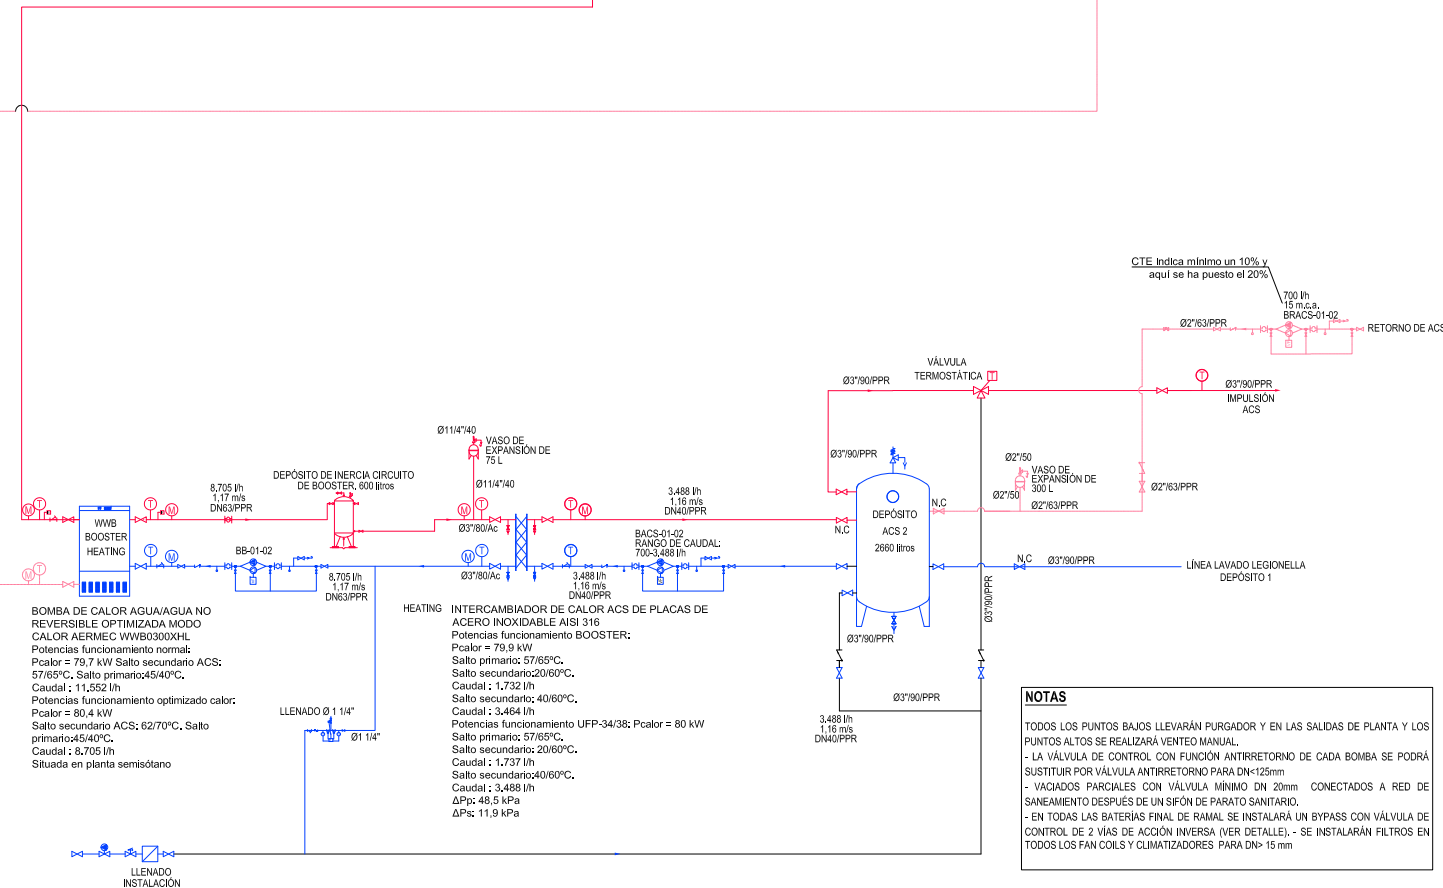 CTE indica mínimo un 10% y
aquí se ha puesto el 20%
700 l/h
15 m.c.a.
BRACS-01-02
Ø2"/63/PPR
RETORNO DE ACS
VÁLVULA
TERMOSTÁTICA
T
T
Ø3"/90/PPR
Ø3"/90/PPR
IMPULSIÓN
ACS
Ø11/4"/40
VASO DE
EXPANSIÓN DE
75 L
Ø11/4"/40
Ø3"/90/PPR
Ø2"/50
VASO DE
EXPANSIÓN DE
300 L
Ø2"/50
Ø2"/63/PPR
Ø2"/63/PPR
DEPÓSITO DE INERCIA CIRCUITO
DE BOOSTER, 600 litros
8,705 l/h
1,17 m/s
DN63/PPR
3,488 l/h
1,16 m/s
DN40/PPR
N,C
N,C
DEPÓSITO
ACS 2
2660 litros
M
T
T
M
M
T
T
M
WWB
BOOSTER
HEATING
Ø3"/80/Ac
BACS-01-02
RANGO DE CAUDAL:
700-3,488 l/h
T
M
BB-01-02
M
T
T
M
T
8,705 l/h
1,17 m/s
DN63/PPR
Ø3"/80/Ac
3,488 l/h
1,16 m/s
DN40/PPR
N,C
Ø3"/90/PPR
LÍNEA LAVADO LEGIONELLA
DEPÓSITO 1
Ø3"/90/PPR
Ø3"/90/PPR
BOMBA DE CALOR AGUA/AGUA NO
REVERSIBLE OPTIMIZADA MODO
CALOR AERMEC WWB0300XHL
Potencias funcionamiento normal:
Pcalor = 79,7 kW Salto secundario ACS:
57/65ºC. Salto primario:45/40ºC.
Caudal : 11.552 l/h
Potencias funcionamiento optimizado calor:
Pcalor = 80,4 kW
Salto secundario ACS: 62/70ºC. Salto
primario:45/40ºC.
Caudal : 8.705 l/h
Situada en planta semisótano
HEATING
INTERCAMBIADOR DE CALOR ACS DE PLACAS DE
ACERO INOXIDABLE AISI 316
Potencias funcionamiento BOOSTER:
Pcalor = 79,9 kW
Salto primario: 57/65ºC.
Salto secundario:20/60ºC.
Caudal : 1.732 l/h
Salto secundario: 40/60ºC.
Caudal : 3.464 l/h
Potencias funcionamiento UFP-34/38: Pcalor = 80 kW
Salto primario: 57/65ºC.
Salto secundario: 20/60ºC.
Caudal : 1.737 l/h
Salto secundario:40/60ºC.
Caudal : 3.488 l/h
ΔPp: 48,5 kPa
ΔPs: 11,9 kPa
LLENADO Ø 1 1/4"
Ø1 1/4"
Ø3"/90/PPR
3,488 l/h
1,16 m/s
DN40/PPR
LLENADO
INSTALACIÓN
NOTAS
TODOS LOS PUNTOS BAJOS LLEVARÁN PURGADOR Y EN LAS SALIDAS DE PLANTA Y LOS
PUNTOS ALTOS SE REALIZARÁ VENTEO MANUAL.
- LA VÁLVULA DE CONTROL CON FUNCIÓN ANTIRRETORNO DE CADA BOMBA SE PODRÁ
SUSTITUIR POR VÁLVULA ANTIRRETORNO PARA DN<125mm
- VACIADOS PARCIALES CON VÁLVULA MÍNIMO DN 20mm CONECTADOS A RED DE
SANEAMIENTO DESPUÉS DE UN SIFÓN DE PARATO SANITARIO.
- EN TODAS LAS BATERÍAS FINAL DE RAMAL SE INSTALARÁ UN BYPASS CON VÁLVULA DE
CONTROL DE 2 VÍAS DE ACCIÓN INVERSA (VER DETALLE). - SE INSTALARÁN FILTROS EN
TODOS LOS FAN COILS Y CLIMATIZADORES PARA DN> 15 mm